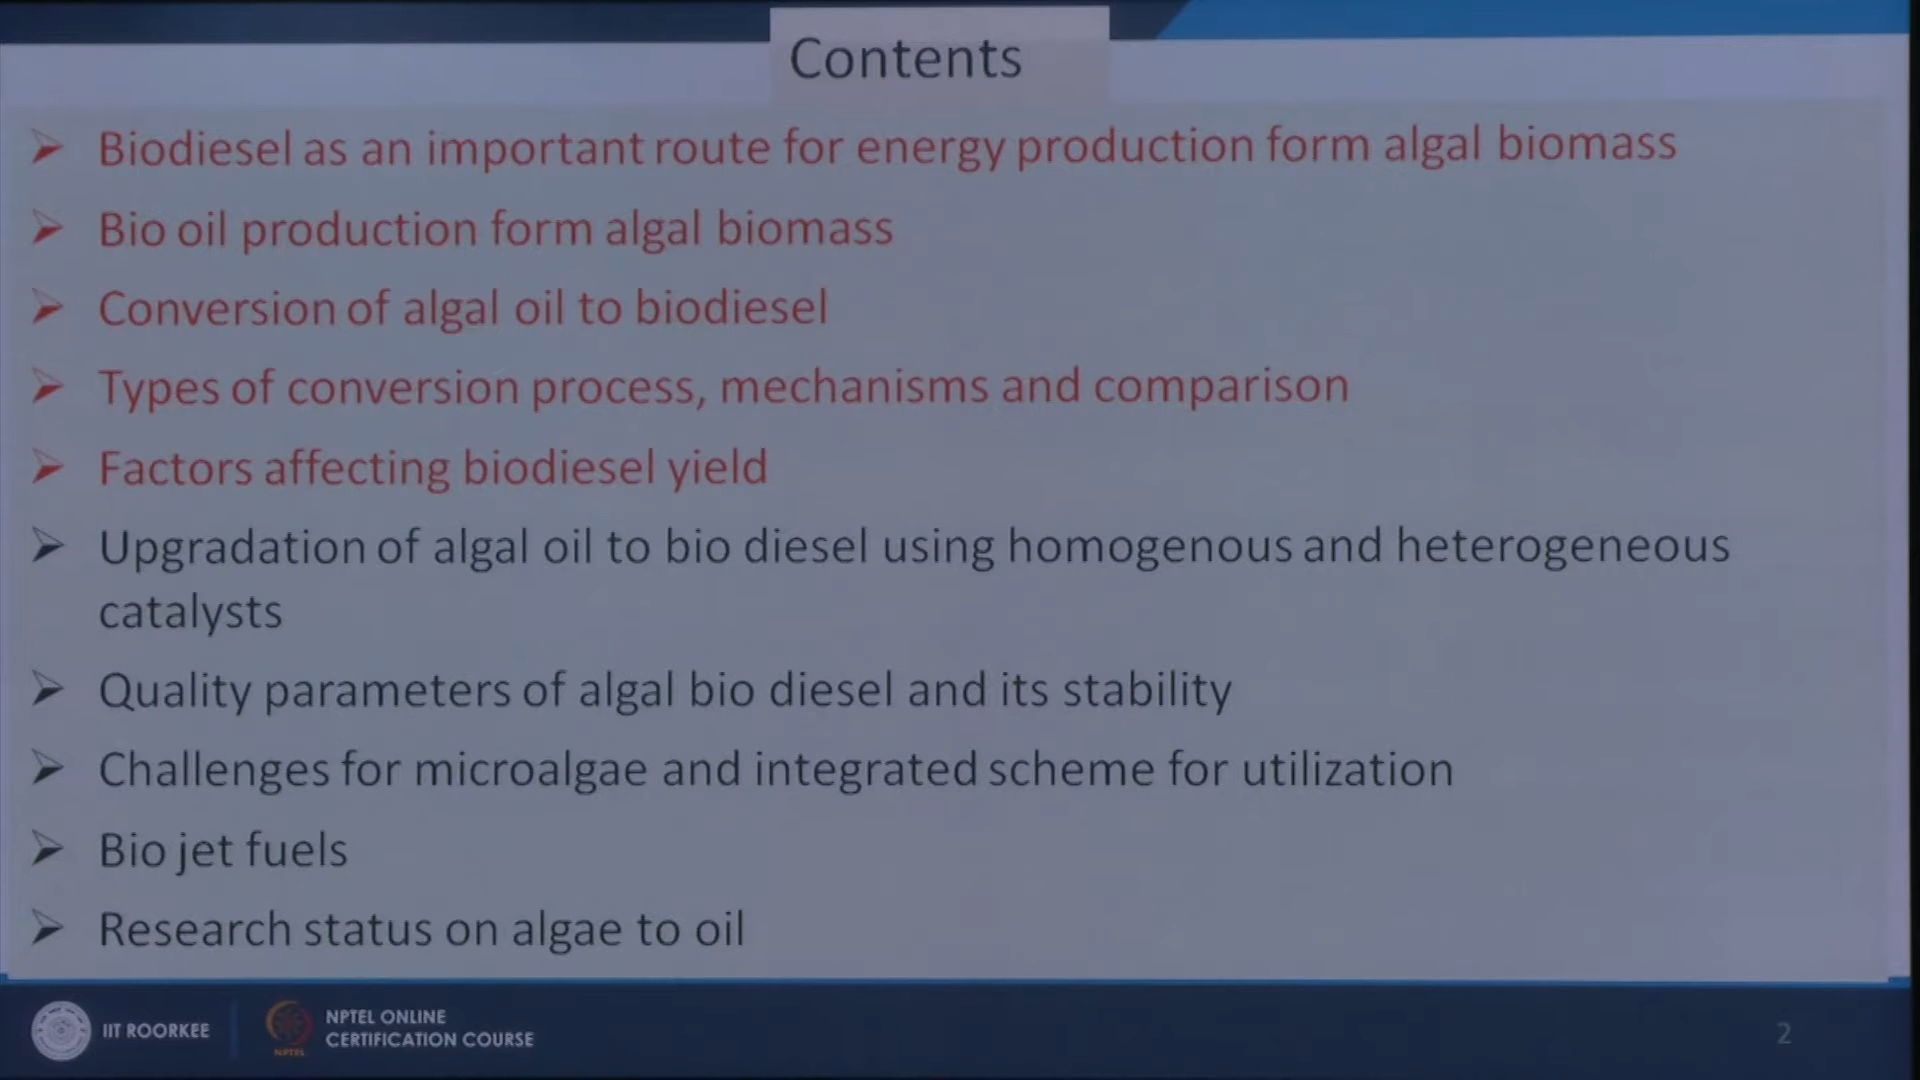 Contents
Biodiesel as an important route for energy production form algal biomass
Bio oil production form algal biomass
Conversion of algal oil to biodiesel
Types of conversion process, mechanisms and comparison
Factors affecting biodiesel yield
Upgradation of algal oil to bio diesel using homogenous and heterogeneous
catalysts
Quality parameters of algal bio diesel and its stability
Challenges for microalgae and integrated scheme for utilization
Bio jet fuels
Research status on algae to oil
IIT ROORKEE
NPTEL
NPTEL ONLINE
CERTIFICATION COURSE
2